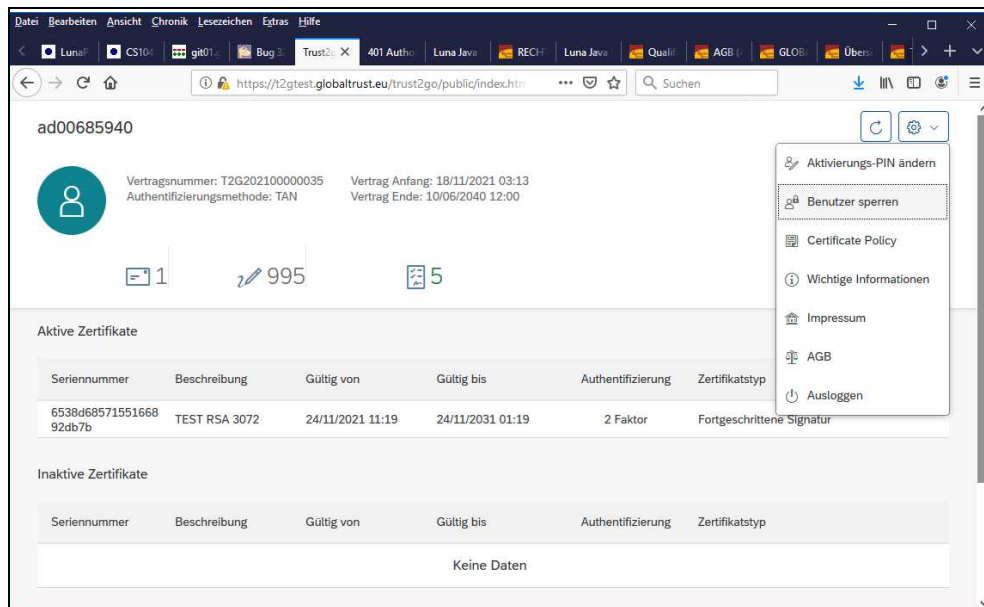 Datei Bearbeiten Ansicht Chronik Lesezeichen Extras Hilfe
LunaP CS104 git01. Bug 3 Trust2g 401 Autho Luna Java RECH Luna Java Qualif AGB ( GLOB Übers
https://t2gtest.globaltrust.eu/trust2go/public/index.htm Suchen
ad00685940
Vertragsnummer: T2G202100000035 Vertrag Anfang: 18/11/2021 03:13
Authentifizierungsmethode: TAN Vertrag Ende: 10/06/2040 12:00
1 995 5
Aktivierungs-PIN ändern
Benutzer sperren
Certificate Policy
Wichtige Informationen
Impressum
AGB
Ausloggen
Aktive Zertifikate
Seriennummer Beschreibung Gültig von Gültig bis Authentifizierung Zertifikatstyp
6538d68571551668 TEST RSA 3072 24/11/2021 11:19 24/11/2031 01:19 2 Faktor Fortgeschrittene Signatur
92db7b
Inaktive Zertifikate
Seriennummer Beschreibung Gültig von Gültig bis Authentifizierung Zertifikatstyp
Keine Daten